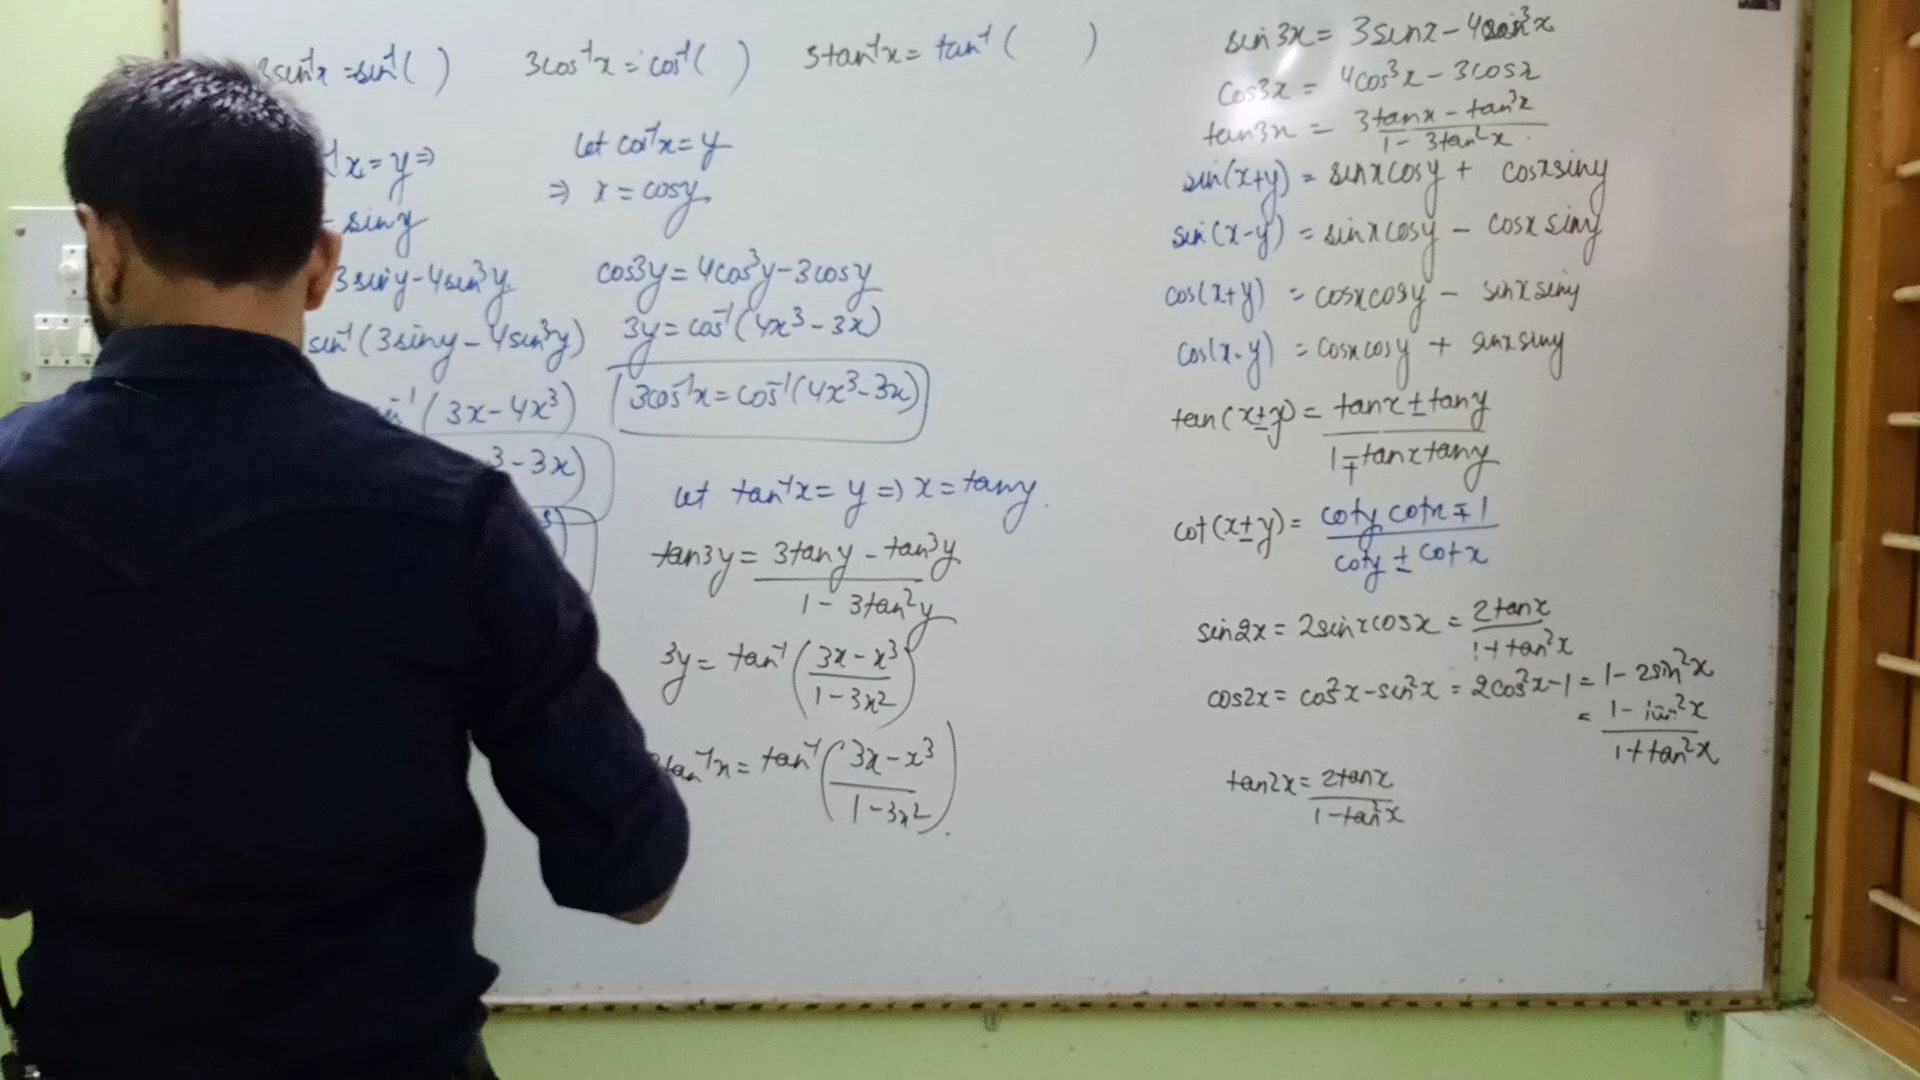 3sin⁻¹x = sin⁻¹( )    3cos⁻¹x = cos⁻¹( )    3tan⁻¹x = tan⁻¹( )
⁻¹x = y ⇒
siny
3siny - 4sin³y
sin⁻¹(3siny - 4sin³y)
⁻¹(3x - 4x³)
³ - 3x)
³)
let cos⁻¹x = y
⇒ x = cosy
cos3y = 4cos³y - 3cosy
3y = cos⁻¹(4x³ - 3x)
3cos⁻¹x = cos⁻¹(4x³ - 3x)
let tan⁻¹x = y ⇒ x = tany.
tan3y = 3tany - tan³y
1 - 3tan²y
3y = tan⁻¹(3x - x³
1 - 3x²)
tan⁻¹x = tan⁻¹(3x - x³
1 - 3x²).
sin3x = 3sinx - 4sin³x
cos3x = 4cos³x - 3cosx
tan3x = 3tanx - tan³x
1 - 3tan²x.
sin(x+y) = sinxcosy + cosxsiny
sin(x-y) = sinxcosy - cosxsiny
cos(x+y) = cosxcosy - sinxsiny
cos(x-y) = cosxcosy + sinxsiny
tan(x±y) = tanx ± tany
1 ∓ tanxtany
cot(x±y) = coty cotx ∓ 1
coty ± cotx
sin2x = 2sinxcosx = 2tanx
1 + tan²x
cos2x = cos²x - sin²x = 2cos²x - 1 = 1 - 2sin²x
= 1 - tan²x
1 + tan²x
tan2x = 2tanx
1 - tan²x